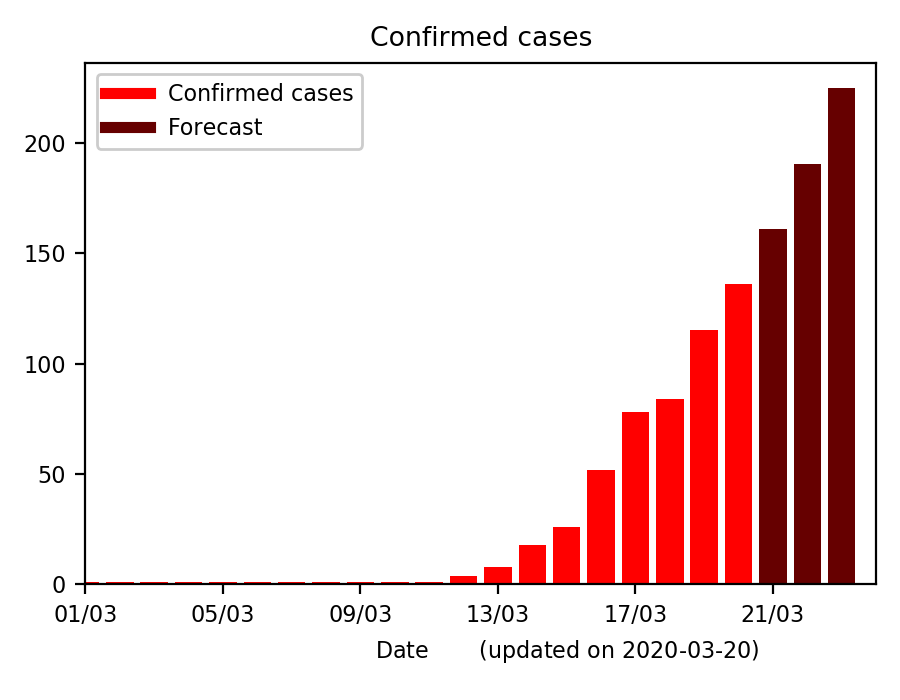 Confirmed cases
Confirmed cases
Forecast
200
150
100
50
0
01/03 05/03 09/03 13/03 17/03 21/03
Date (updated on 2020-03-20)